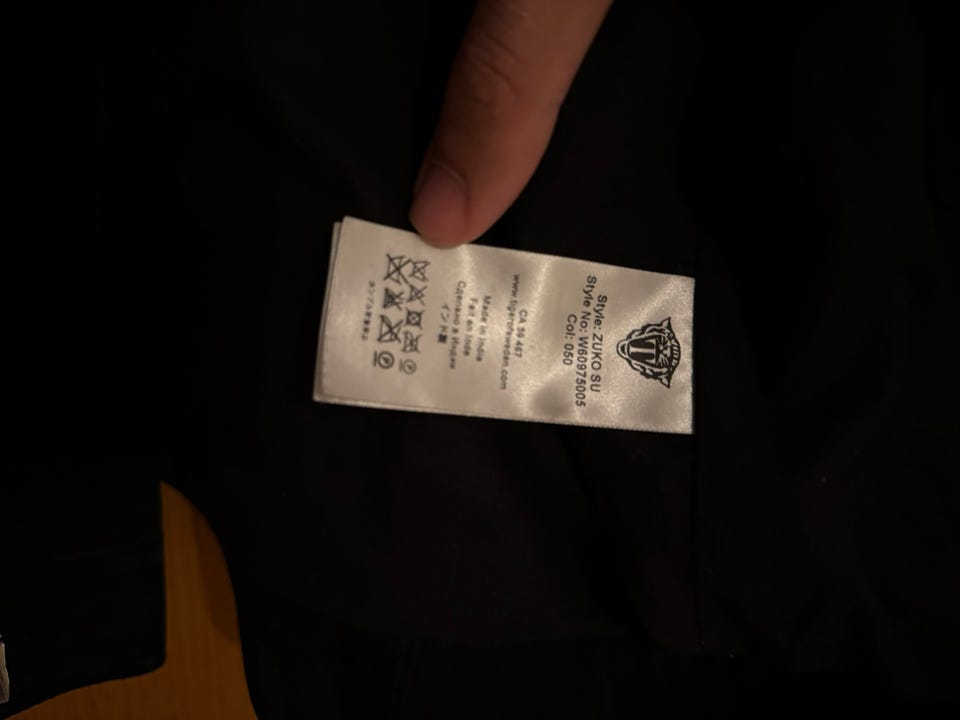 Style: ZUKO SU
Style No: W60975005
Col: 050
www.tigerofsweden.com
CA 59 467
Made in India
Fait en Inde
Сделано в Индии
インド製